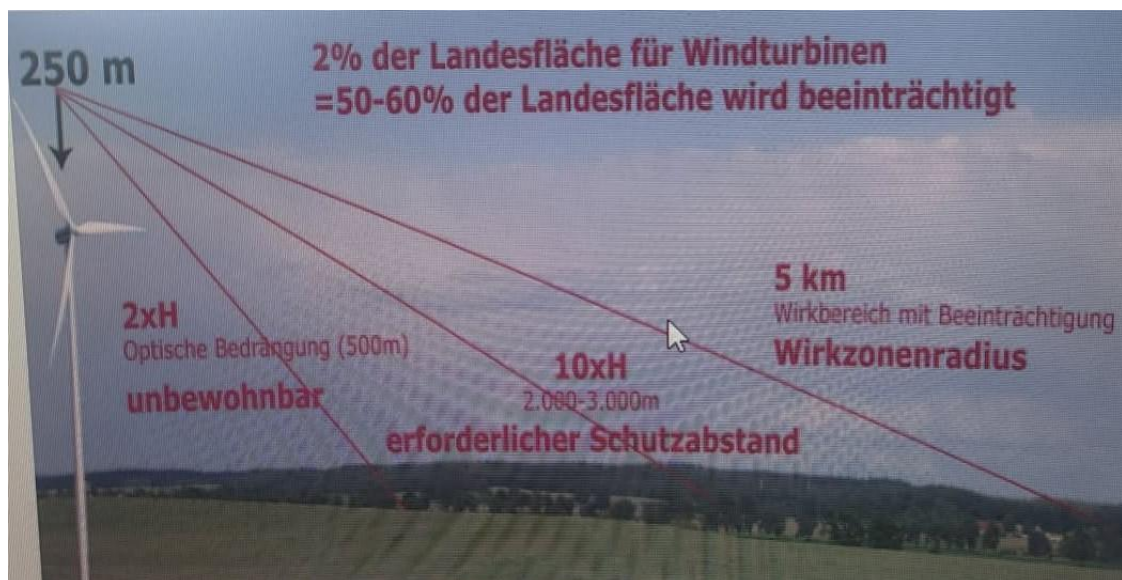 250 m
2% der Landesfläche für Windturbinen
=50-60% der Landesfläche wird beeinträchtigt
5 km
Wirkbereich mit Beeinträchtigung
Wirkzonenradius
2xH
Optische Bedrängung (500m)
unbewohnbar
10xH
2.000-3.000m
erforderlicher Schutzabstand